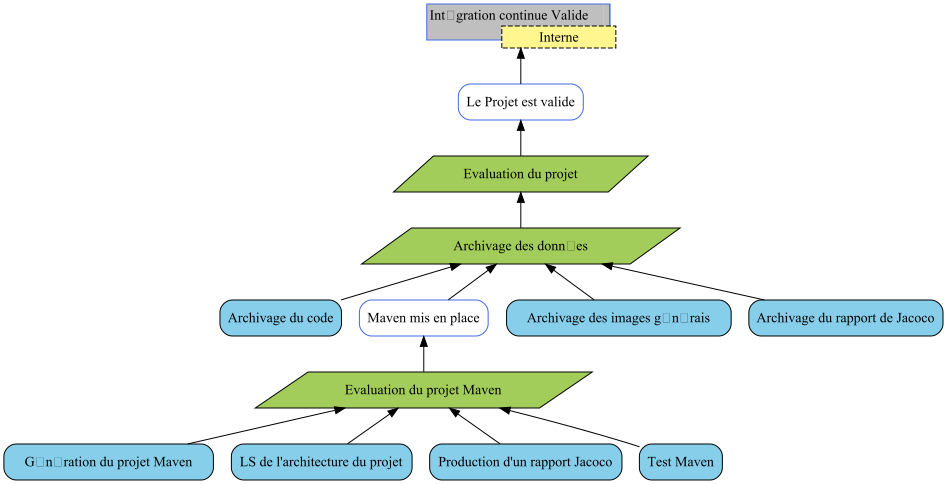 Int□gration continue Valide
Interne
Le Projet est valide
Evaluation du projet
Archivage des donn□es
Archivage du code
Maven mis en place
Archivage des images g□n□rais
Archivage du rapport de Jacoco
Evaluation du projet Maven
G□n□ration du projet Maven
LS de l'architecture du projet
Production d'un rapport Jacoco
Test Maven